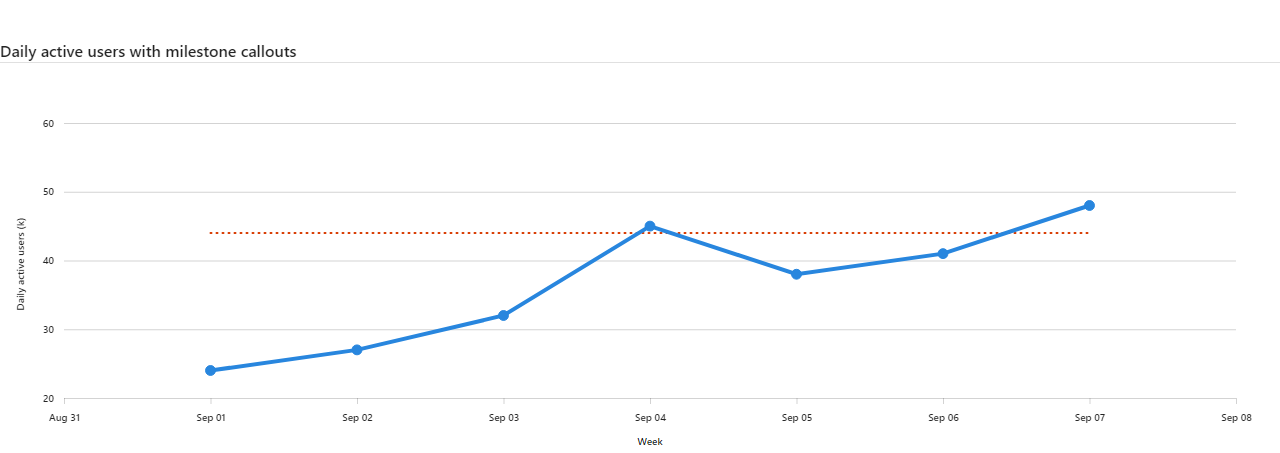 Daily active users with milestone callouts
60
50
40
30
20
Daily active users (k)
Aug 31
Sep 01
Sep 02
Sep 03
Sep 04
Sep 05
Sep 06
Sep 07
Sep 08
Week